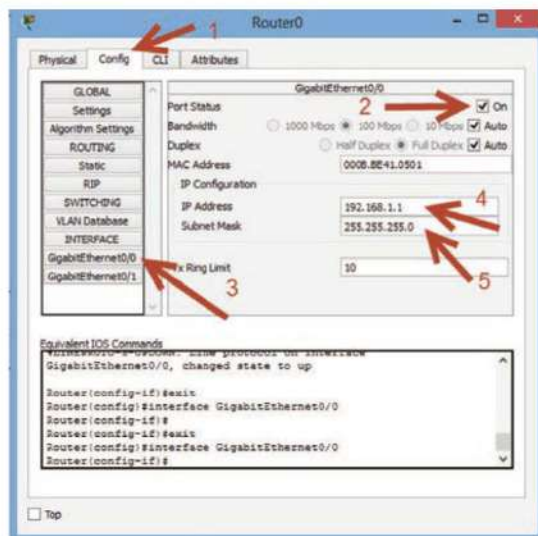 Router0
1
Physical Config CLI Attributes
GLOBAL
Settings
Algorithm Settings
ROUTING
Static
RIP
SWITCHING
VLAN Database
INTERFACE
GigabitEthernet0/0
GigabitEthernet0/1
3
GigabitEthernet0/0
Port Status 2 On
Bandwidth 1000 Mbps 100 Mbps 10 Mbps Auto
Duplex Half Duplex Full Duplex Auto
MAC Address 000B.BE41.0501
IP Configuration
IP Address 192.168.1.1 4
Subnet Mask 255.255.255.0
5
Ring Limit 10
Equivalent IOS Commands
Line protocol on Interface
GigabitEthernet0/0, changed state to up
Router(config-if)#exit
Router(config)#interface GigabitEthernet0/0
Router(config-if)#
Router(config-if)#exit
Router(config)#interface GigabitEthernet0/0
Router(config-if)#
Top